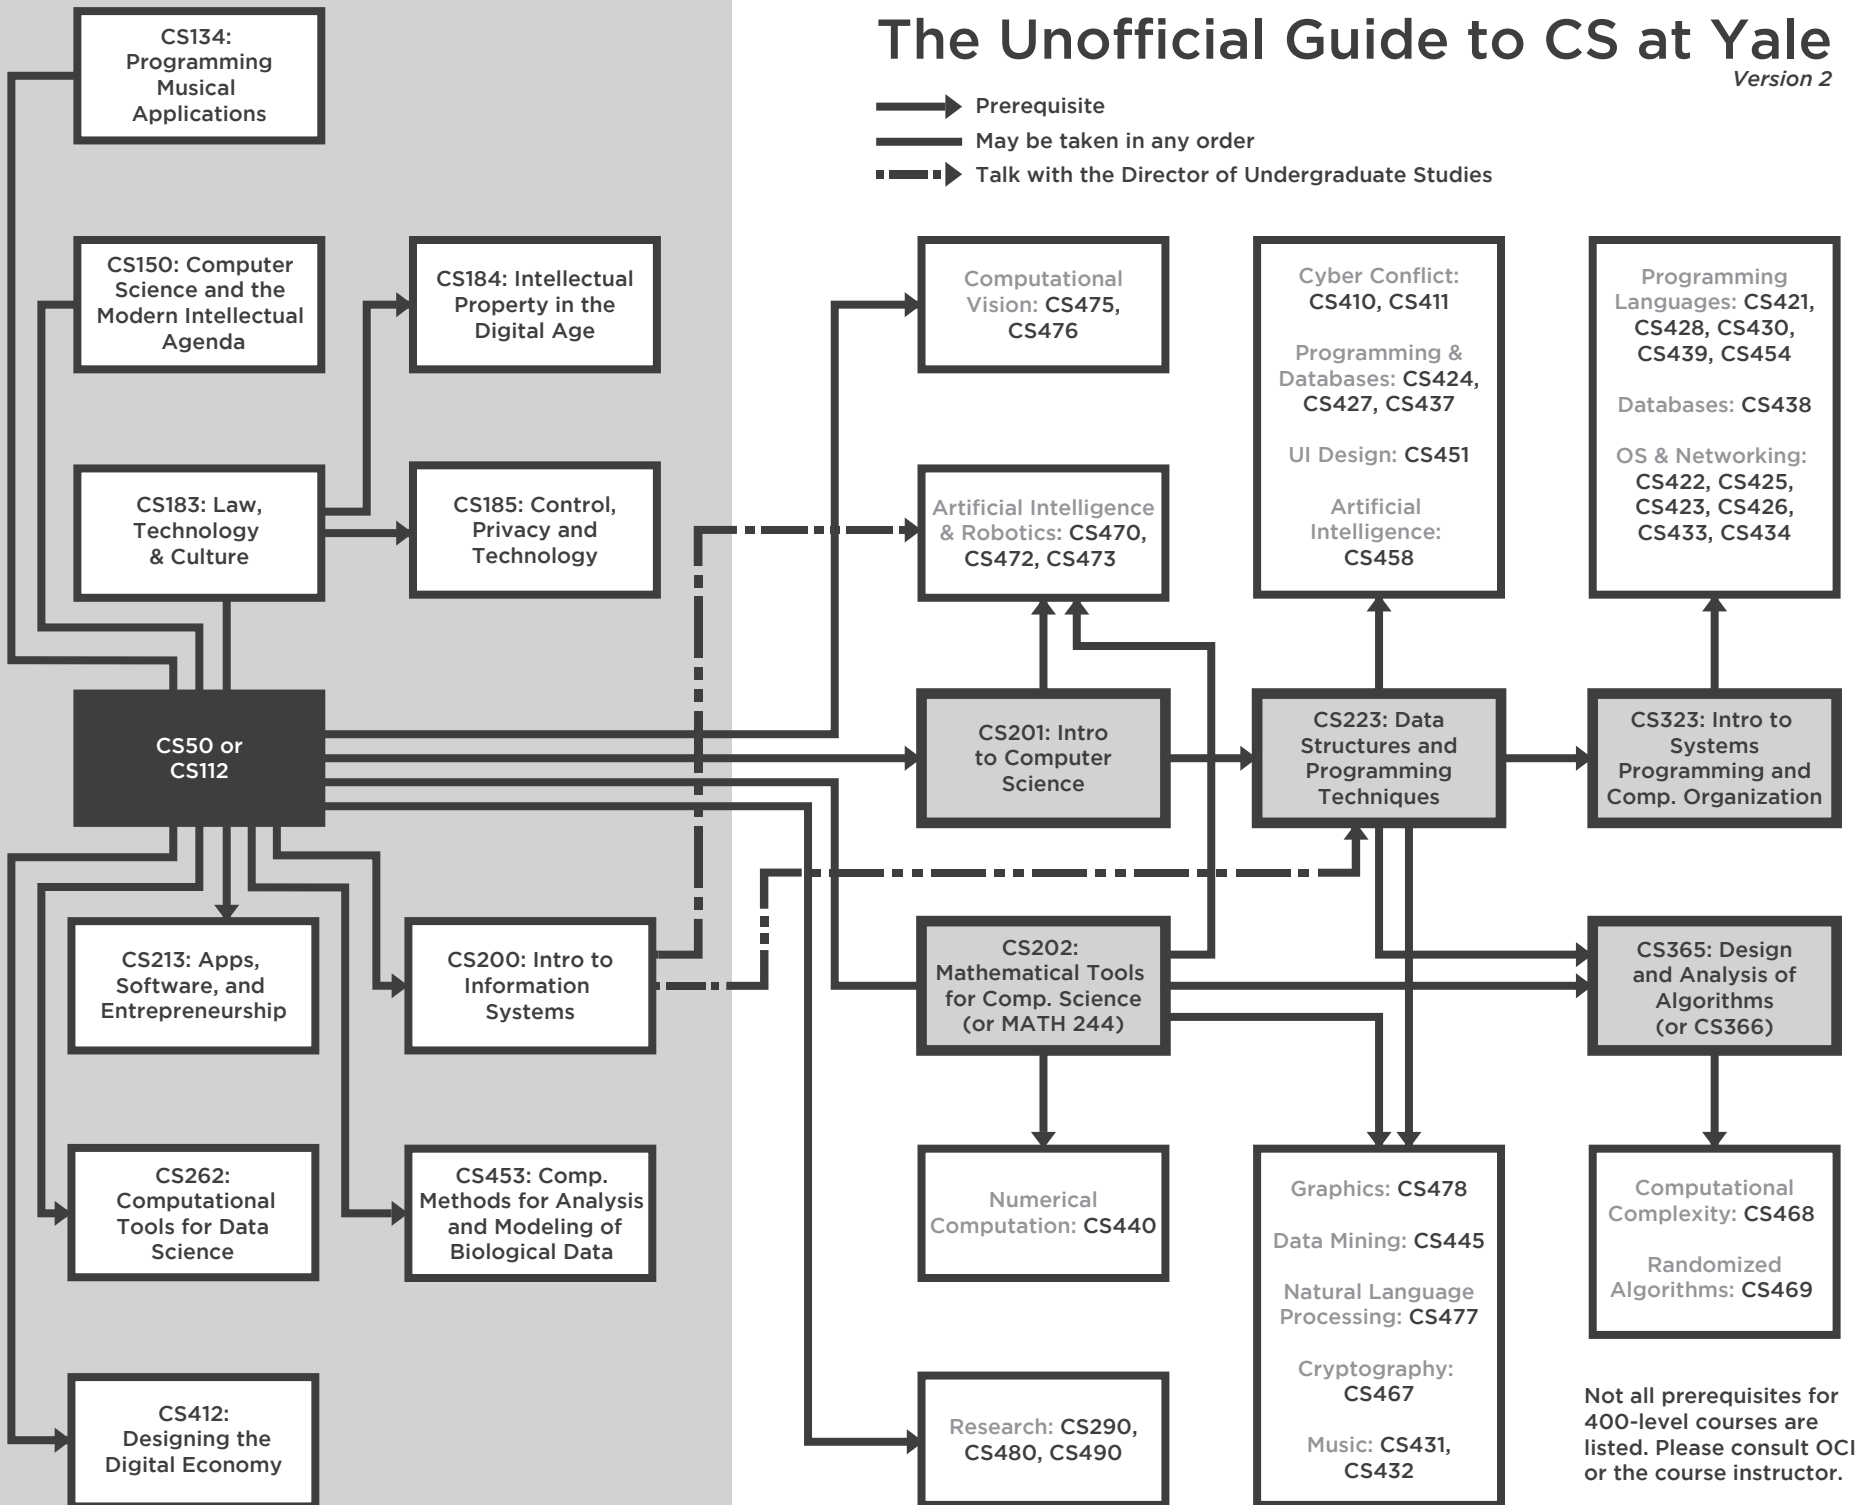 The Unofficial Guide to CS at Yale
Version 2
Prerequisite
May be taken in any order
Talk with the Director of Undergraduate Studies
CS134:
Programming
Musical
Applications
CS150: Computer
Science and the
Modern Intellectual
Agenda
CS184: Intellectual
Property in the
Digital Age
Computational
Vision: CS475,
CS476
Cyber Conflict:
CS410, CS411
Programming &
Databases: CS424,
CS427, CS437
UI Design: CS451
Artificial
Intelligence:
CS458
Programming
Languages: CS421,
CS428, CS430,
CS439, CS454
Databases: CS438
OS & Networking:
CS422, CS425,
CS423, CS426,
CS433, CS434
CS183: Law,
Technology
& Culture
CS185: Control,
Privacy and
Technology
Artificial Intelligence
& Robotics: CS470,
CS472, CS473
CS50 or
CS112
CS201: Intro
to Computer
Science
CS223: Data
Structures and
Programming
Techniques
CS323: Intro to
Systems
Programming and
Comp. Organization
CS213: Apps,
Software, and
Entrepreneurship
CS200: Intro to
Information
Systems
CS202:
Mathematical Tools
for Comp. Science
(or MATH 244)
CS365: Design
and Analysis of
Algorithms
(or CS366)
CS262:
Computational
Tools for Data
Science
CS453: Comp.
Methods for Analysis
and Modeling of
Biological Data
Numerical
Computation: CS440
Graphics: CS478
Data Mining: CS445
Natural Language
Processing: CS477
Cryptography:
CS467
Music: CS431,
CS432
Computational
Complexity: CS468
Randomized
Algorithms: CS469
CS412:
Designing the
Digital Economy
Research: CS290,
CS480, CS490
Not all prerequisites for
400-level courses are
listed. Please consult OCI
or the course instructor.